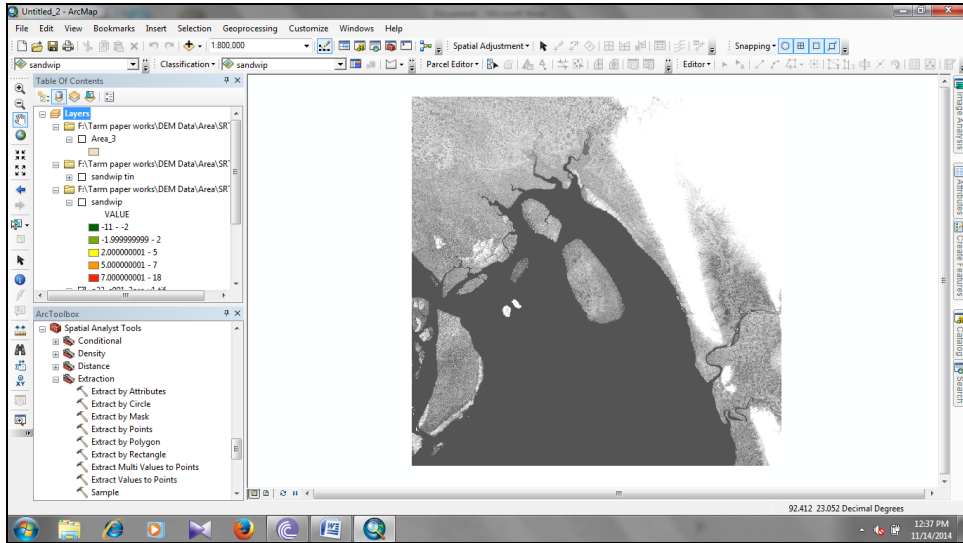 Untitled_2 - ArcMap
File Edit View Bookmarks Insert Selection Geoprocessing Customize Windows Help
1:800,000 Spatial Adjustment Snapping
sandwip Classification sandwip Parcel Editor Editor
Table Of Contents
Layers
F:\Tarm paper works\DEM Data\Area\SR
Area_3
F:\Tarm paper works\DEM Data\Area\SR
sandwip tin
F:\Tarm paper works\DEM Data\Area\SR
sandwip
VALUE
-11 - -2
-1.999999999 - 2
2.000000001 - 5
5.000000001 - 7
7.000000001 - 18
ArcToolbox
Spatial Analyst Tools
Conditional
Density
Distance
Extraction
Extract by Attributes
Extract by Circle
Extract by Mask
Extract by Points
Extract by Polygon
Extract by Rectangle
Extract Multi Values to Points
Extract Values to Points
Sample
Image Analysis
Attributes
Create Features
Catalog
Search
92.412 23.052 Decimal Degrees
12:37 PM
11/14/2014